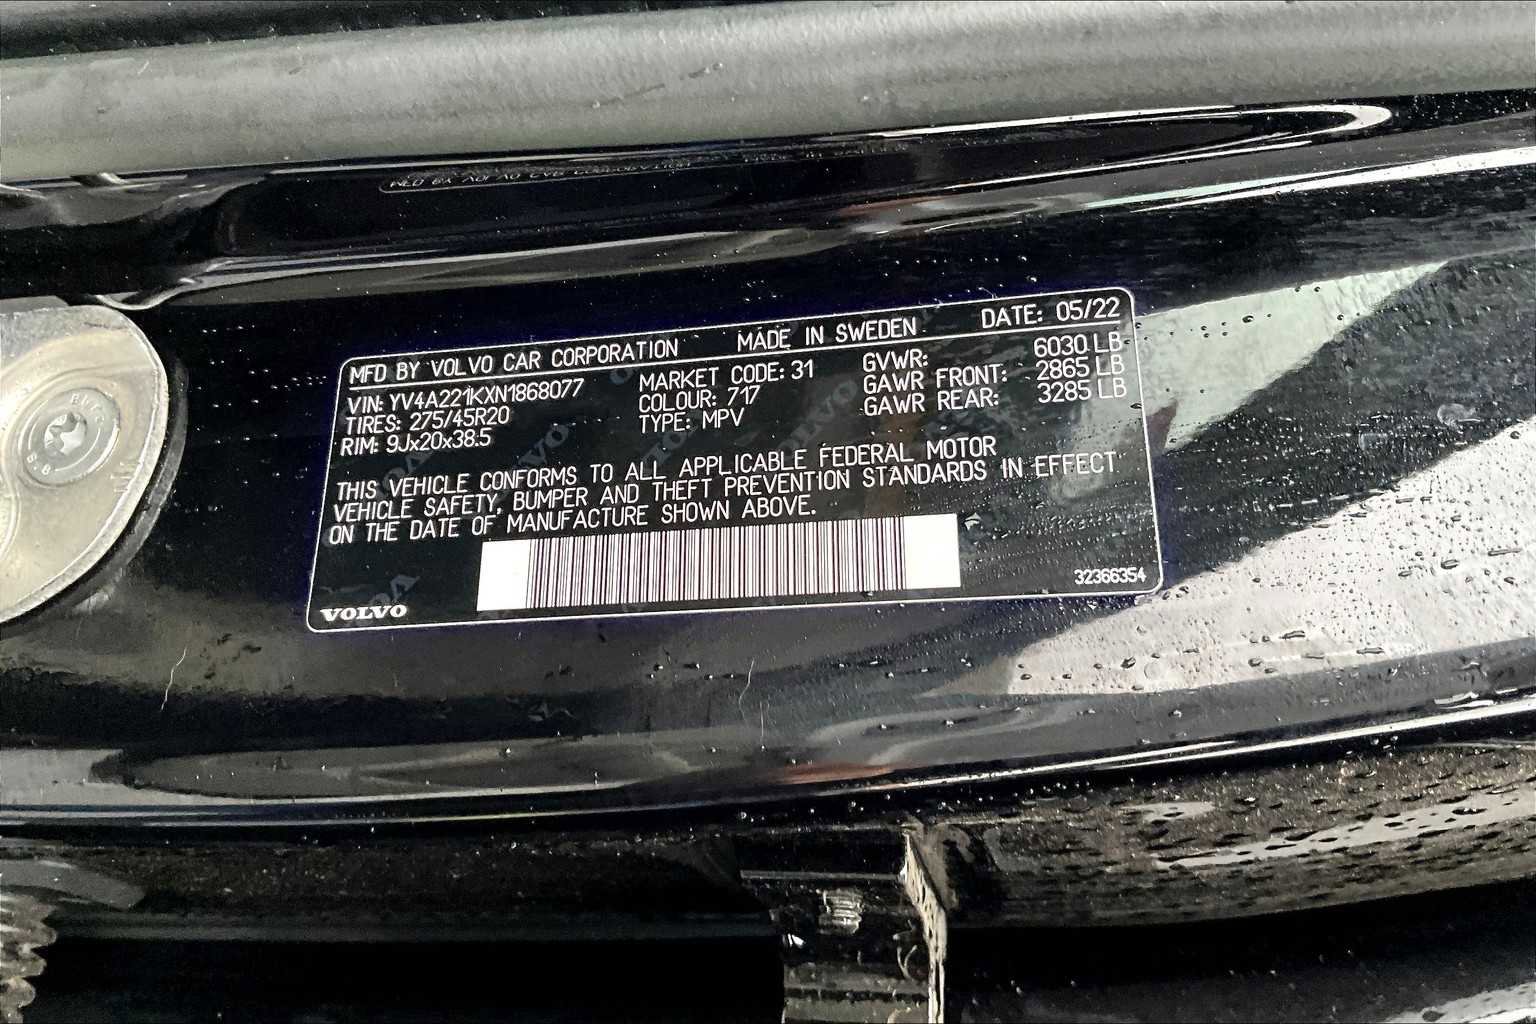 MFD BY VOLVO CAR CORPORATION MADE IN SWEDEN DATE: 05/22
VIN: YV4A221KXN1868077 MARKET CODE: 31 GVWR: 6030 LB
TIRES: 275/45R20 COLOUR: 717 GAWR FRONT: 2865 LB
RIM: 9Jx20x38.5 TYPE: MPV GAWR REAR: 3285 LB
THIS VEHICLE CONFORMS TO ALL APPLICABLE FEDERAL MOTOR
VEHICLE SAFETY, BUMPER AND THEFT PREVENTION STANDARDS IN EFFECT
ON THE DATE OF MANUFACTURE SHOWN ABOVE.
VOLVO
32366354
8.8